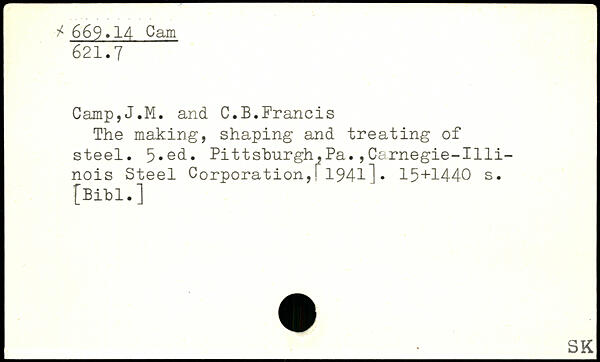 × 669.14 Cam
621.7
Camp,J.M. and C.B.Francis
The making, shaping and treating of
steel. 5.ed. Pittsburgh,Pa.,Carnegie-Illi-
nois Steel Corporation,[1941]. 15+1440 s.
[Bibl.]
SK